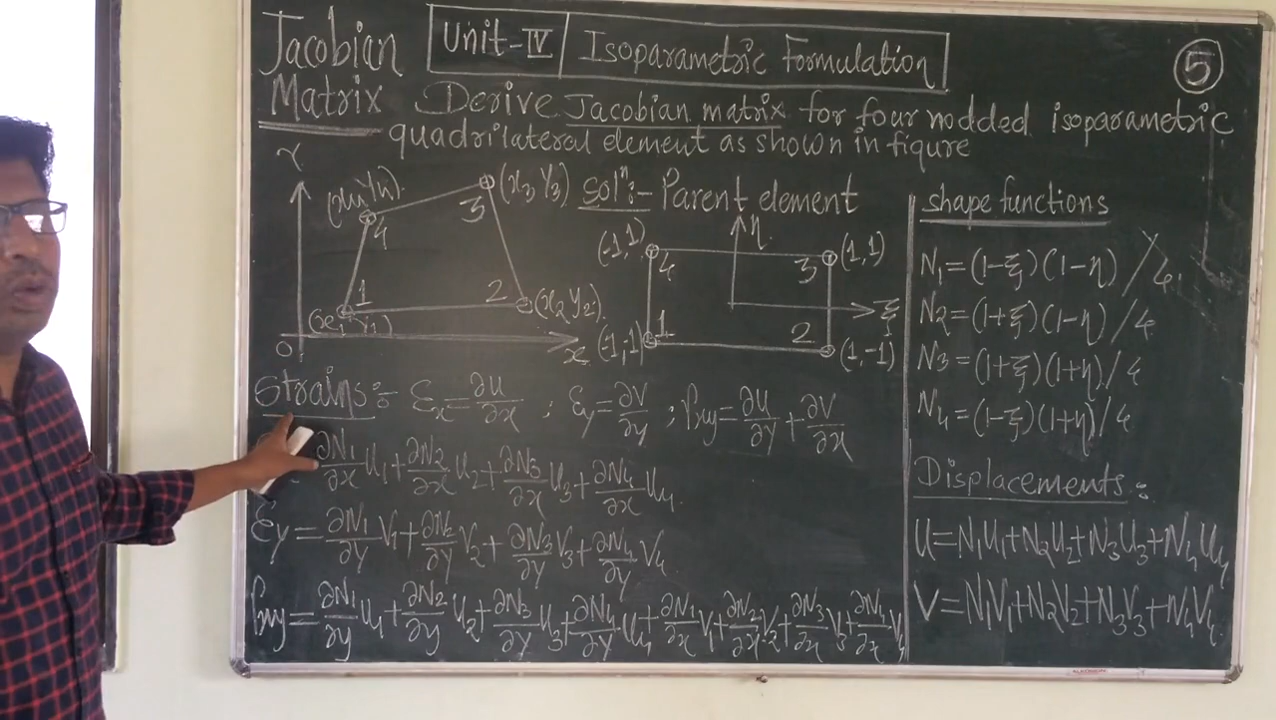 Jacobian Matrix
Unit-IV | Isoparametric Formulation
5
Derive Jacobian matrix for four nodded isoparametric
quadrilateral element as shown in figure
Y
(x4 Y4)
4
(x3 Y3)
3
1
(x1, Y1)
2
(x2 Y2)
0
x
Solⁿ:- Parent element
η
(-1, 1)
4
3
(1, 1)
ξ
(-1, -1)
1
2
(1, -1)
Strains:- Ɛx = ∂u/∂x ; Ɛy = ∂v/∂y ; γxy = ∂u/∂y + ∂v/∂x
∂N1/∂x u1 + ∂N2/∂x u2 + ∂N3/∂x u3 + ∂N4/∂x u4
Ɛy = ∂N1/∂y V1 + ∂N2/∂y V2 + ∂N3/∂y V3 + ∂N4/∂y V4
γxy = ∂N1/∂y u1 + ∂N2/∂y u2 + ∂N3/∂y u3 + ∂N4/∂y u4 + ∂N1/∂x V1 + ∂N2/∂x V2 + ∂N3/∂x V3 + ∂N4/∂x V4
shape functions
N1 = (1-ξ)(1-η)/4
N2 = (1+ξ)(1-η)/4
N3 = (1+ξ)(1+η)/4
N4 = (1-ξ)(1+η)/4
Displacements:
U = N1U1 + N2U2 + N3U3 + N4U4
V = N1V1 + N2V2 + N3V3 + N4V4